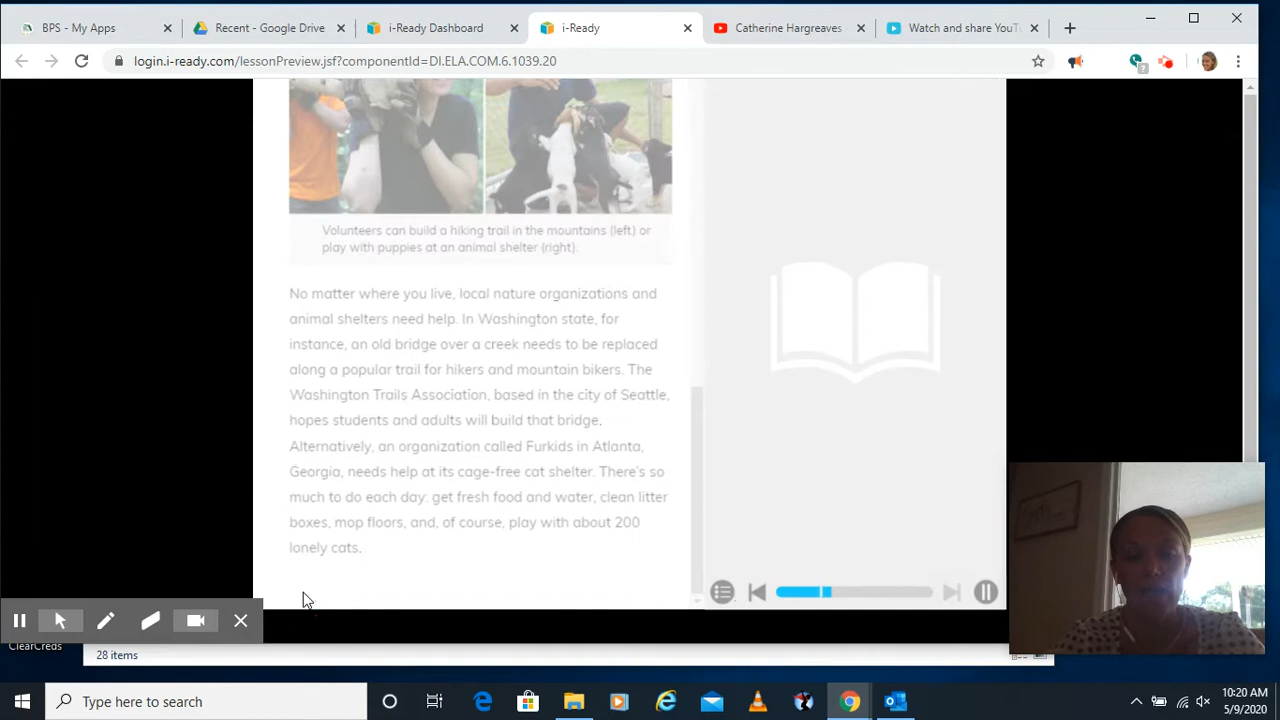 BPS - My Apps
Recent - Google Drive
i-Ready Dashboard
i-Ready
Catherine Hargreaves
Watch and share YouT
login.i-ready.com/lessonPreview.jsf?componentId=DLELA.COM.6.1039.20
Volunteers can build a hiking trail in the mountains (left) or
play with puppies at an animal shelter (right).
No matter where you live, local nature organizations and
animal shelters need help. In Washington state, for
instance, an old bridge over a creek needs to be replaced
along a popular trail for hikers and mountain bikers. The
Washington Trails Association, based in the city of Seattle,
hopes students and adults will build that bridge.
Alternatively, an organization called Furkids in Atlanta,
Georgia, needs help at its cage-free cat shelter. There's so
much to do each day: get fresh food and water, clean litter
boxes, mop floors, and, of course, play with about 200
lonely cats.
ClearCreds
28 items
Type here to search
10:20 AM
5/9/2020